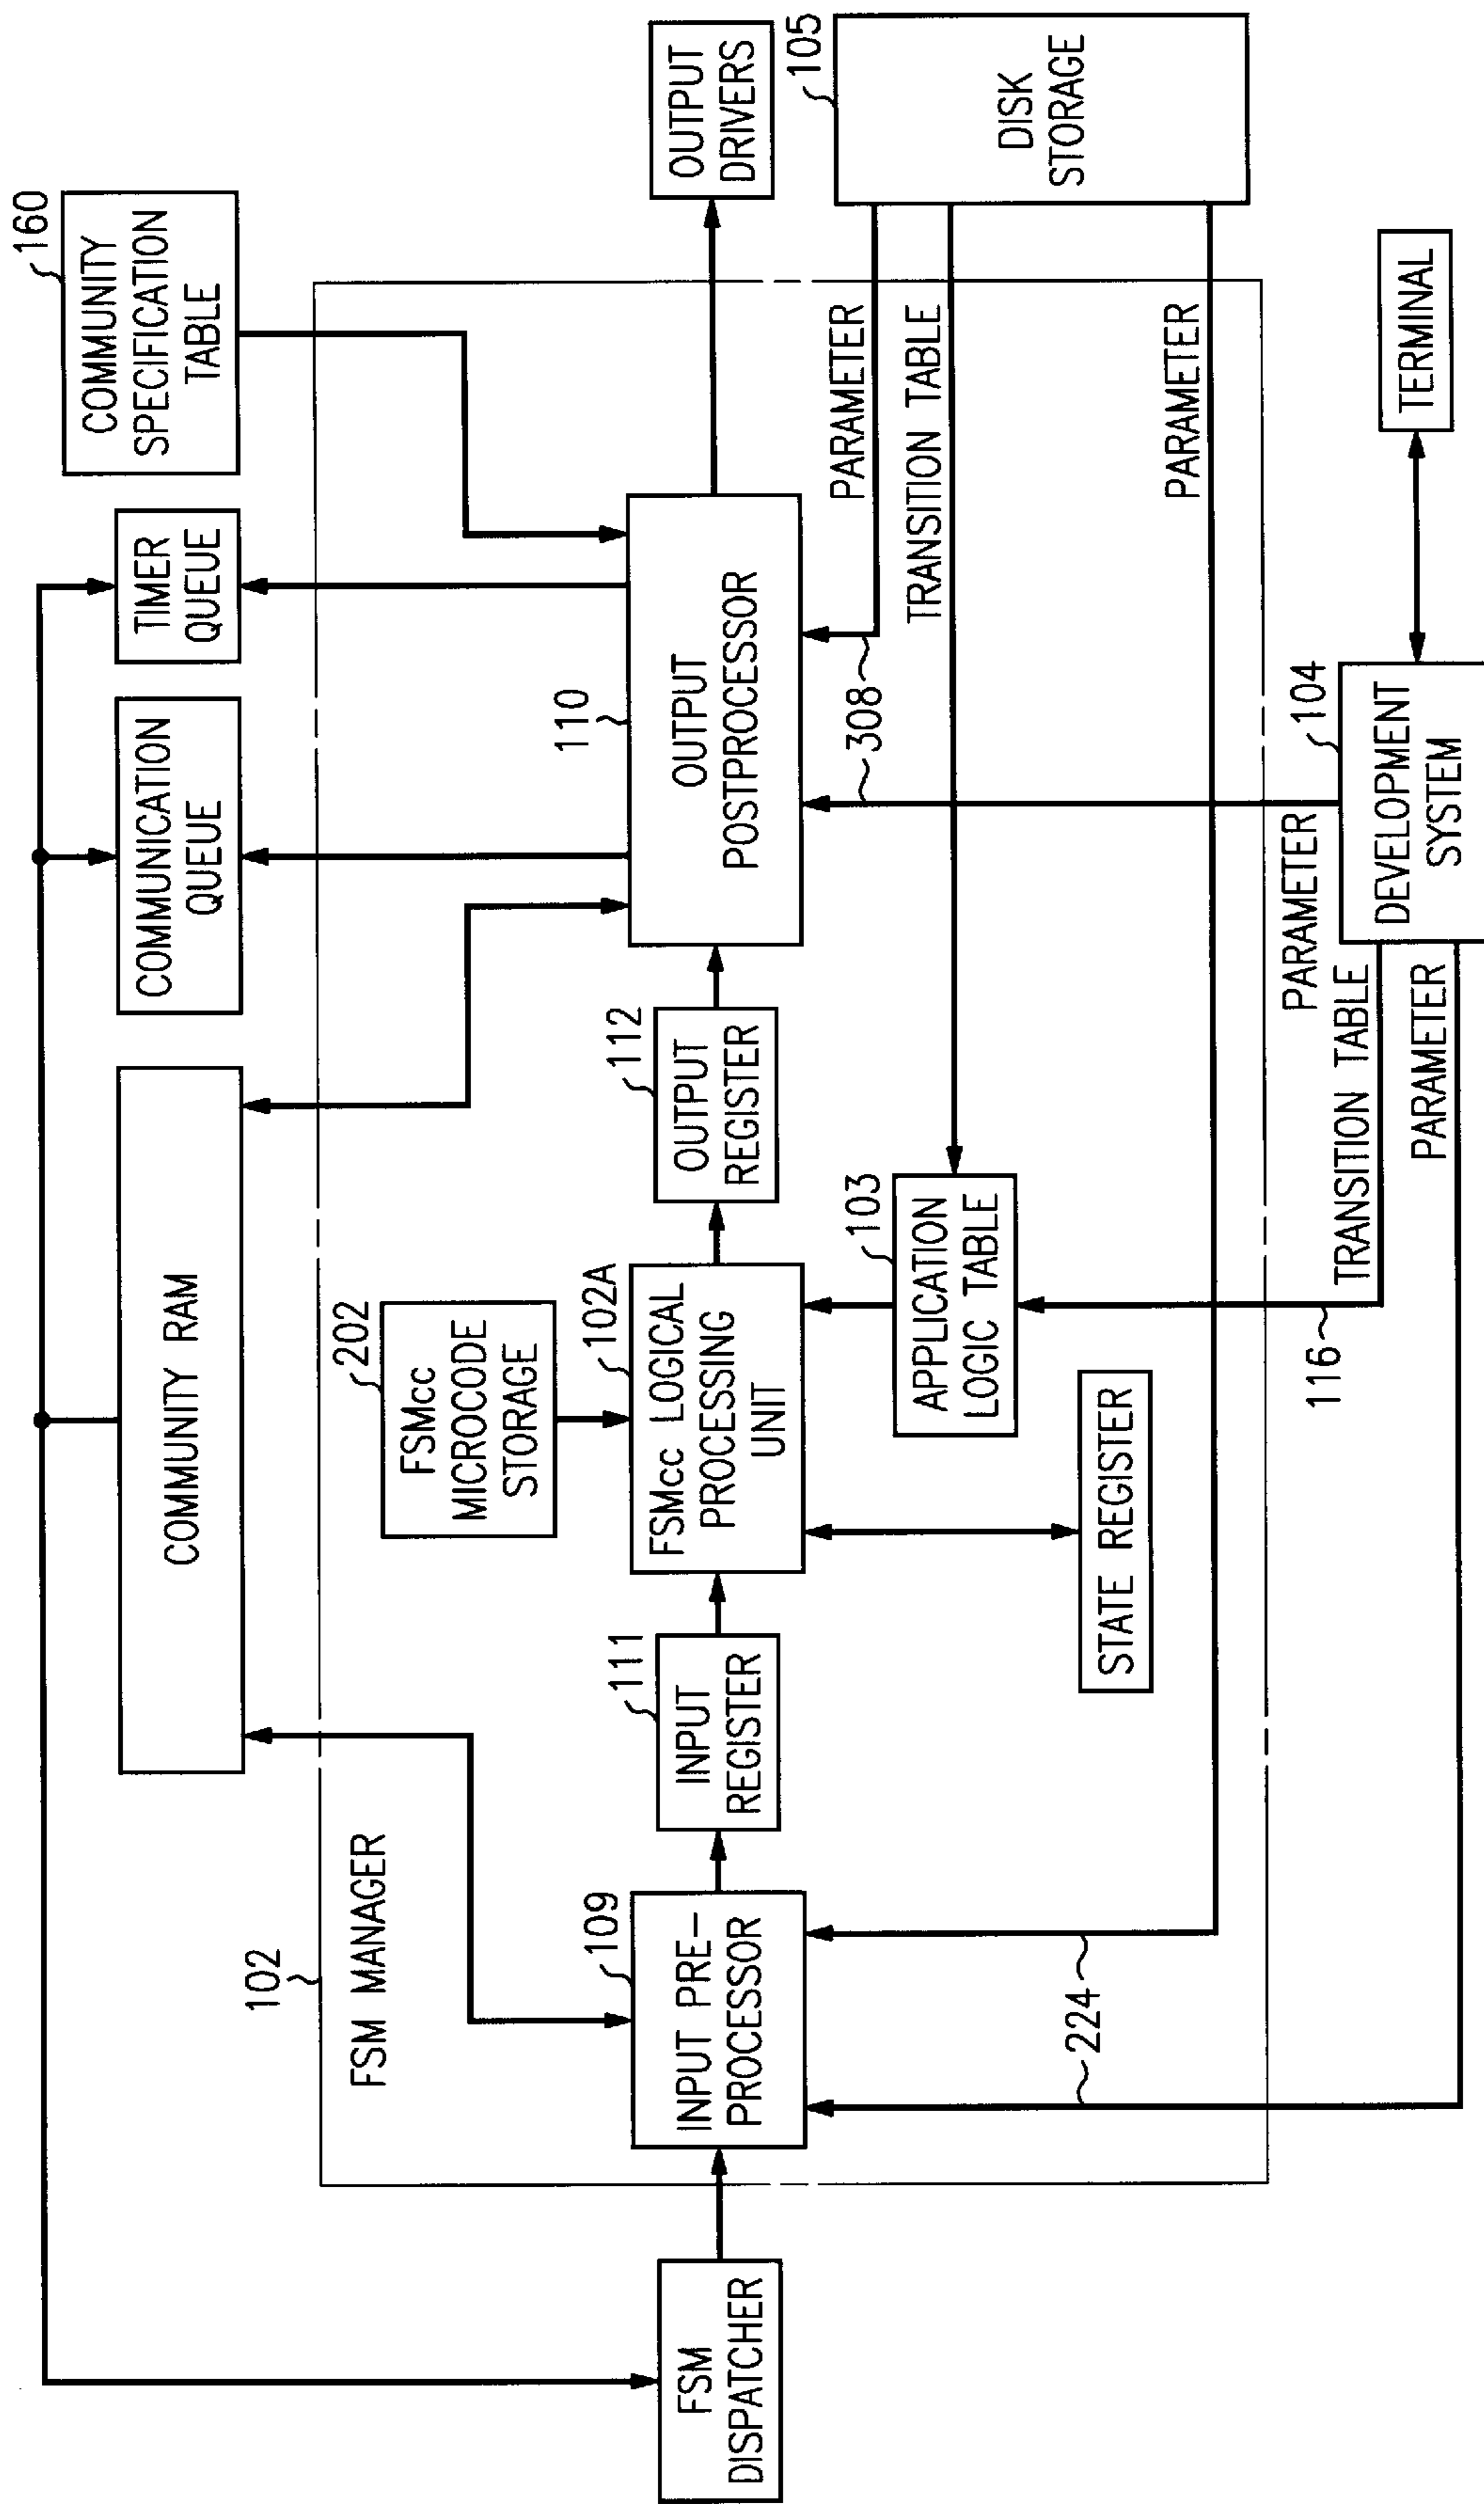 160
105
COMMUNITY
SPECIFICATION
TABLE
TIMER
QUEUE
COMMUNICATION
QUEUE
COMMUNITY RAM
OUTPUT
DRIVERS
DISK
STORAGE
102
FSM MANAGER
202
FSMcc
MICROCODE
STORAGE
109
INPUT PRE-
PROCESSOR
111
INPUT
REGISTER
102A
FSMcc LOGICAL
PROCESSING
UNIT
112
OUTPUT
REGISTER
110
OUTPUT
POSTPROCESSOR
FSM
DISPATCHER
103
APPLICATION
LOGIC TABLE
STATE REGISTER
308
PARAMETER
TRANSITION TABLE
PARAMETER
224
116
PARAMETER
TRANSITION TABLE
PARAMETER
104
DEVELOPMENT
SYSTEM
TERMINAL